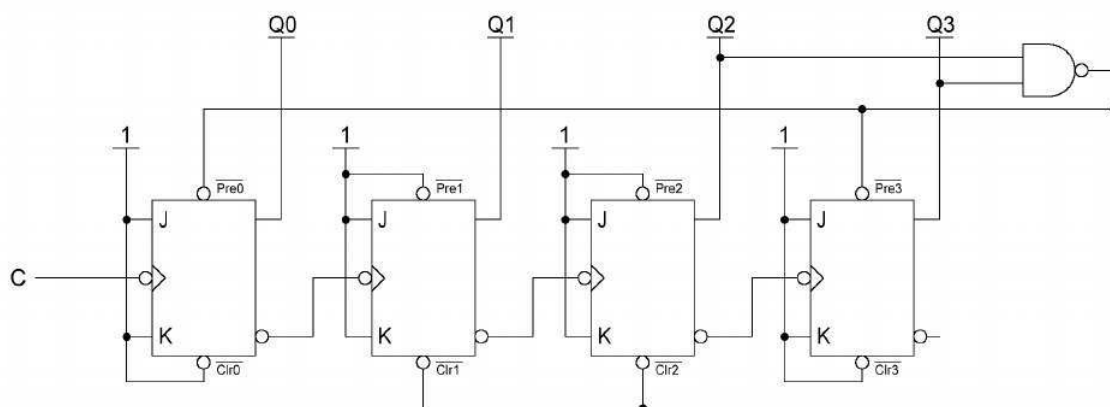 Q0 Q1 Q2 Q3
1 1 1 1
Pre0 Pre1 Pre2 Pre3
J J J J
C
K K K K
Clr0 Clr1 Clr2 Clr3